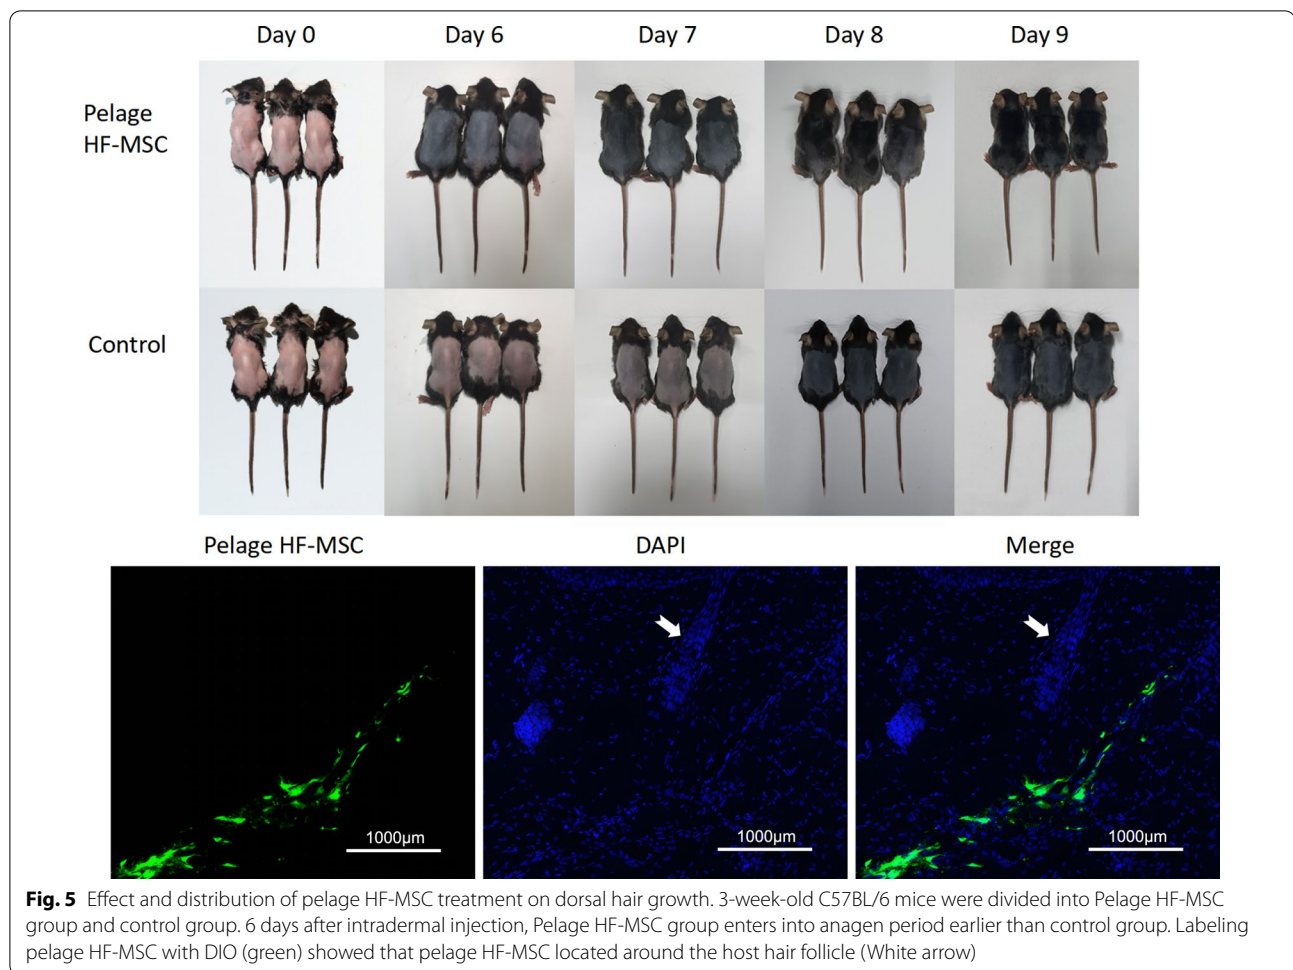 Day 0 Day 6 Day 7 Day 8 Day 9
Pelage
HF-MSC
Control
Pelage HF-MSC DAPI Merge
1000µm 1000µm 1000µm
Fig. 5 Effect and distribution of pelage HF-MSC treatment on dorsal hair growth. 3-week-old C57BL/6 mice were divided into Pelage HF-MSC
group and control group. 6 days after intradermal injection, Pelage HF-MSC group enters into anagen period earlier than control group. Labeling
pelage HF-MSC with DIO (green) showed that pelage HF-MSC located around the host hair follicle (White arrow)